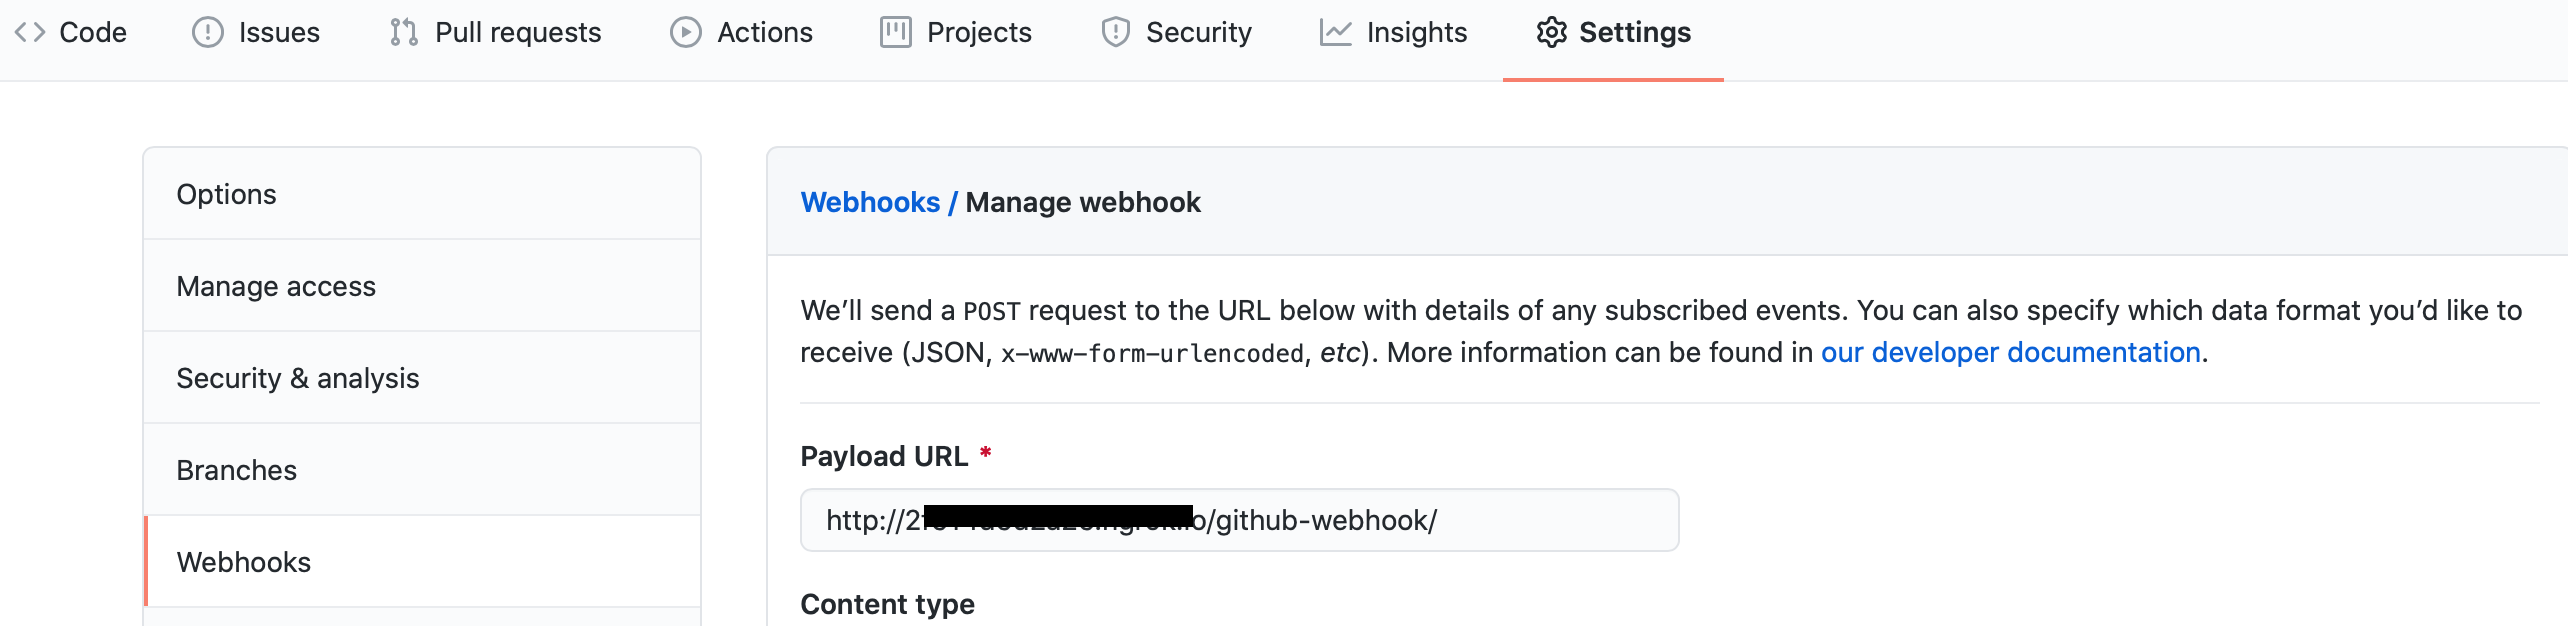 Code Issues Pull requests Actions Projects Security Insights Settings
Options
Manage access
Security & analysis
Branches
Webhooks
Webhooks / Manage webhook
We’ll send a POST request to the URL below with details of any subscribed events. You can also specify which data format you’d like to
receive (JSON, x-www-form-urlencoded, etc). More information can be found in our developer documentation.
Payload URL *
http://2 o/github-webhook/
Content type